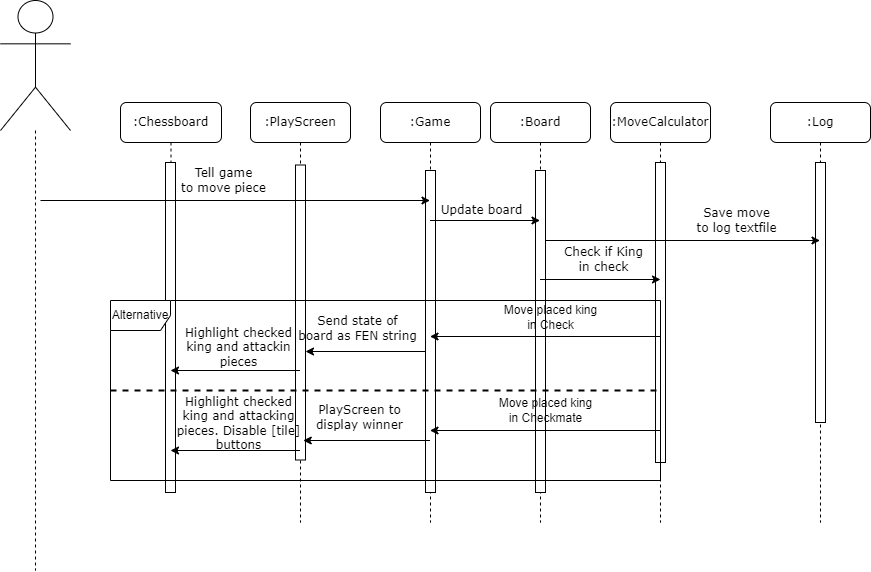 :Chessboard
:PlayScreen
:Game
:Board
:MoveCalculator
:Log
Tell game
to move piece
Update board
Save move
to log textfile
Check if King
in check
Alternative
Move placed king
in Check
Send state of
board as FEN string
Highlight checked
king and attackin
pieces
Move placed king
in Checkmate
PlayScreen to
display winner
Highlight checked
king and attacking
pieces. Disable [tile]
buttons